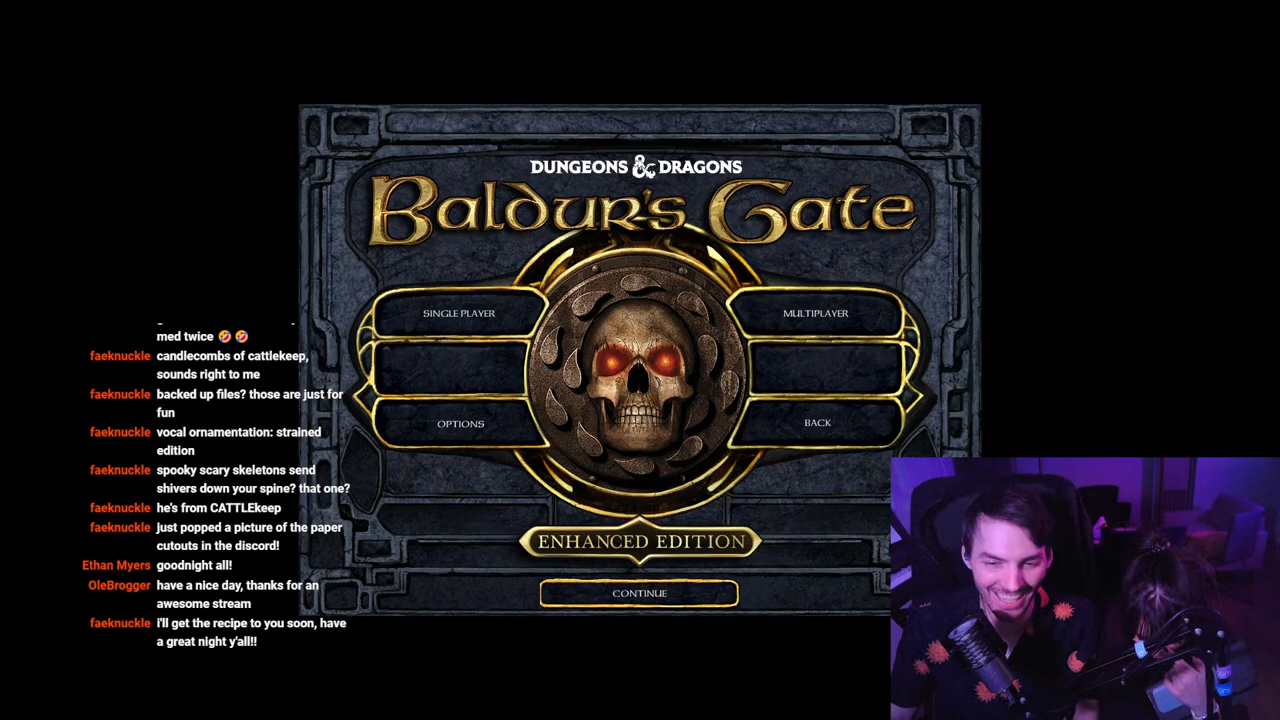 DUNGEONS & DRAGONS
Baldur's Gate
SINGLE PLAYER
MULTIPLAYER
OPTIONS
BACK
ENHANCED EDITION
CONTINUE
med twice 🤣 🤣
faeknuckle candlecombs of cattlekeep,
sounds right to me
faeknuckle backed up files? those are just for
fun
faeknuckle vocal ornamentation: strained
edition
faeknuckle spooky scary skeletons send
shivers down your spine? that one?
faeknuckle he's from CATTLEkeep
faeknuckle just popped a picture of the paper
cutouts in the discord!
Ethan Myers goodnight all!
OleBrogger have a nice day, thanks for an
awesome stream
faeknuckle i'll get the recipe to you soon, have
a great night y'all!!